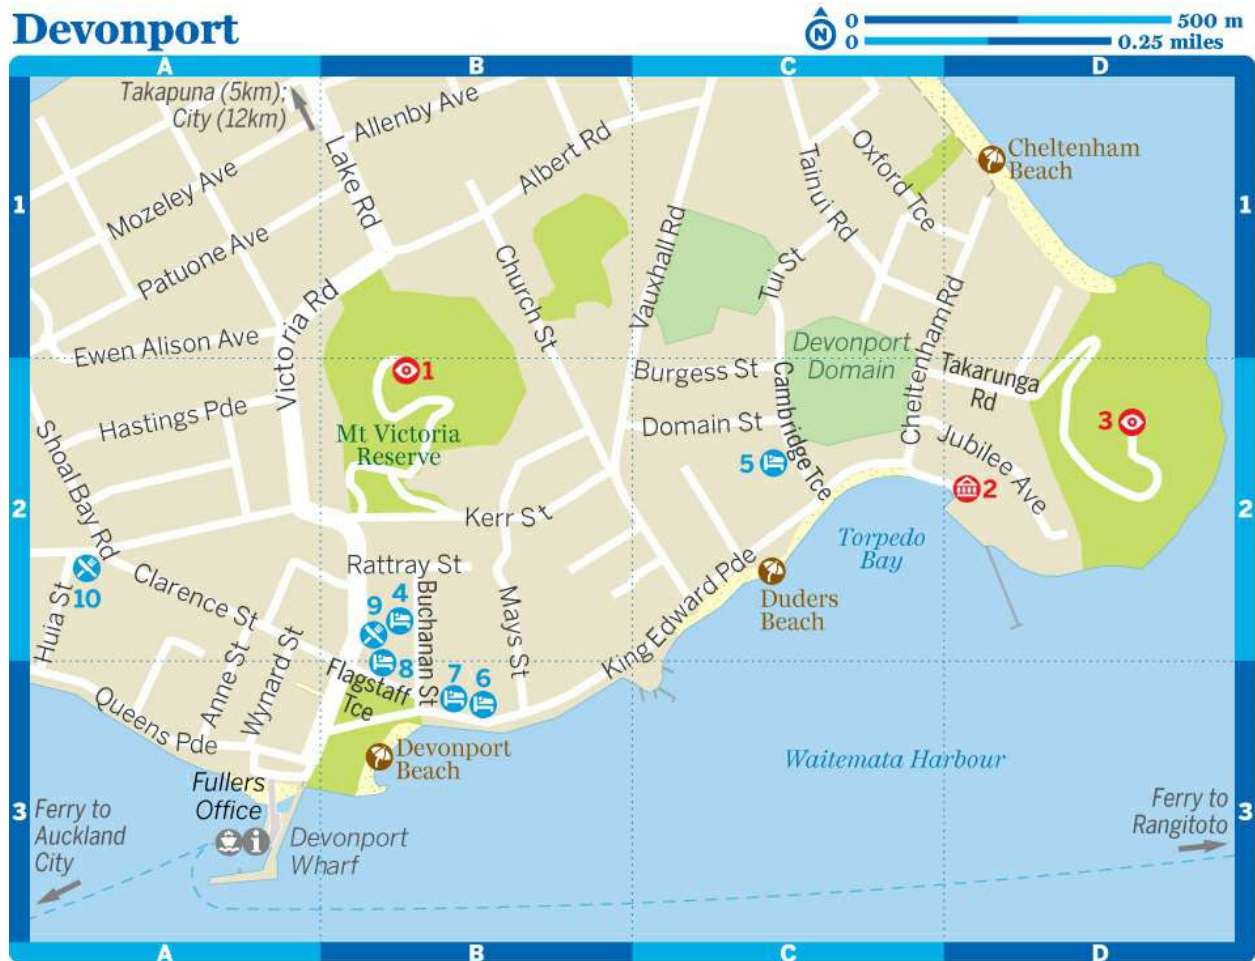 Devonport
N
0
500 m
0
0.25 miles
A
B
C
D
Takapuna (5km);
City (12km)
Allenby Ave
Lake Rd
Albert Rd
Mozeley Ave
Patuone Ave
Ewen Alison Ave
Victoria Rd
Church St
Vauxhall Rd
Tainui Rd
Oxford Tce
Tui St
Cheltenham
Beach
1
1
Cheltenham Rd
Devonport
Domain
Burgess St
Takarunga
Rd
1
Hastings Pde
Mt Victoria
Reserve
Domain St
Cambridge Tce
Jubilee Ave
3
5
2
2
2
Shoal Bay Rd
Kerr St
Torpedo
Bay
Rattray St
Clarence St
Huia St
10
9
4
Buchanan St
Mays St
King Edward Pde
Duders
Beach
8
7
6
Flagstaff
Tce
Anne St
Wynard St
Queens Pde
Devonport
Beach
Waitemata Harbour
Fullers
Office
3
3
Ferry to
Auckland
City
Devonport
Wharf
Ferry to
Rangitoto
A
B
C
D